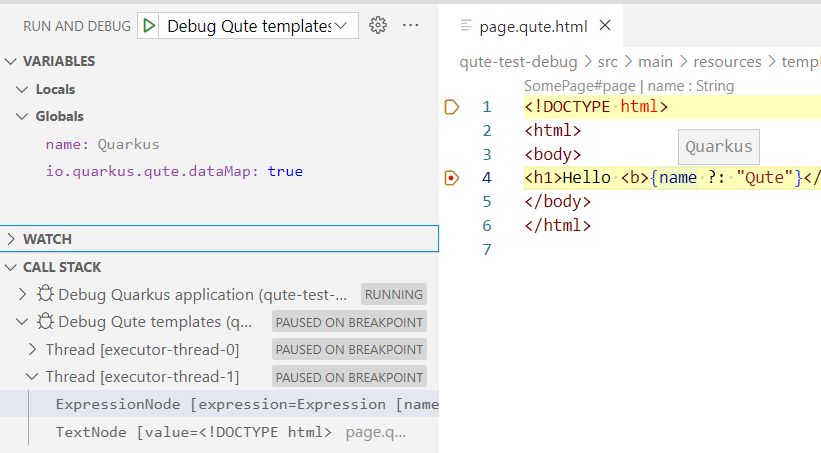 RUN AND DEBUG Debug Qute templates ···
VARIABLES
Locals
Globals
name: Quarkus
io.quarkus.qute.dataMap: true
WATCH
CALL STACK
Debug Quarkus application (qute-test-... RUNNING
Debug Qute templates (q... PAUSED ON BREAKPOINT
Thread [executor-thread-0] PAUSED ON BREAKPOINT
Thread [executor-thread-1] PAUSED ON BREAKPOINT
ExpressionNode [expression=Expression [name
TextNode [value=<!DOCTYPE html> page.q...
page.qute.html
qute-test-debug > src > main > resources > templ
SomePage#page | name : String
1 <!DOCTYPE html>
2 <html>
Quarkus
3 <body>
4 <h1>Hello <b>{name ?: "Qute"}</
5 </body>
6 </html>
7